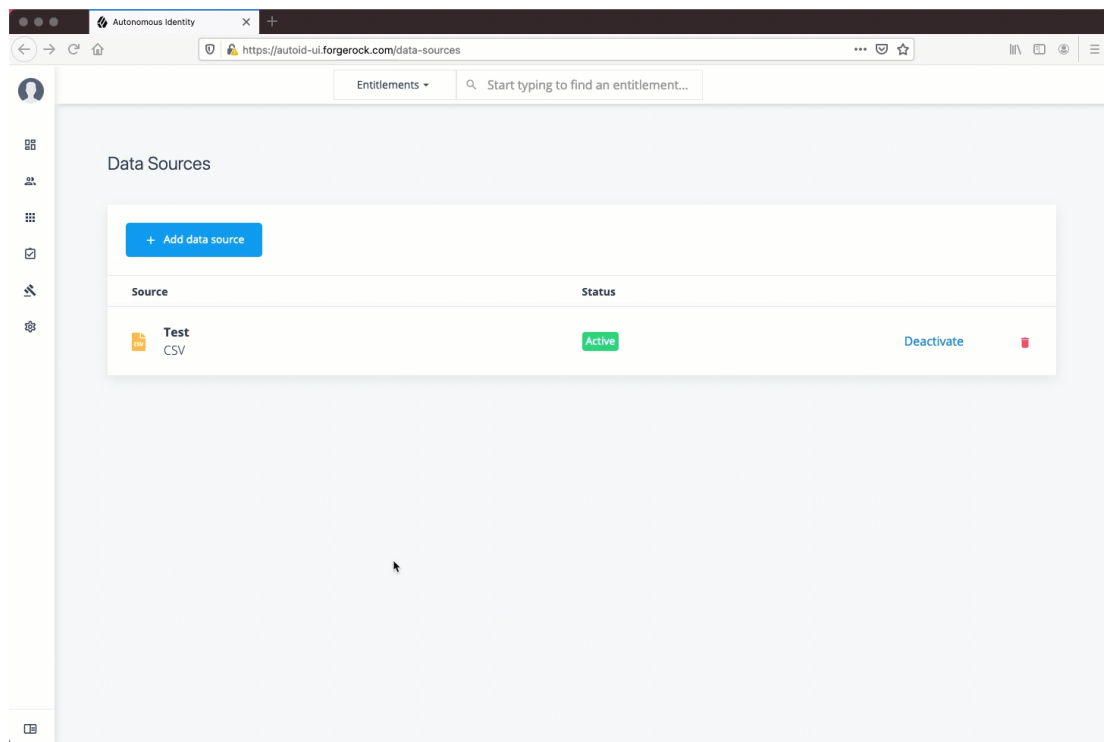 Autonomous Identity
https://autoid-ui.forgerock.com/data-sources
Entitlements
Start typing to find an entitlement...
Data Sources
+ Add data source
Source Status
Test
CSV
CSV
Active
Deactivate